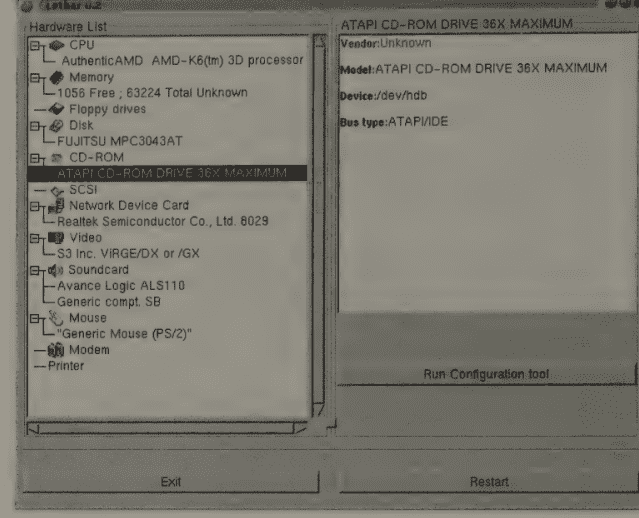 Lothar 0.2
Hardware List
CPU
AuthenticAMD AMD-K6(tm) 3D processor
Memory
1056 Free ; 63224 Total Unknown
Floppy drives
Disk
FUJITSU MPC3043AT
CD-ROM
ATAPI CD-ROM DRIVE 36X MAXIMUM
SCSI
Network Device Card
Realtek Semiconductor Co., Ltd. 8029
Video
S3 Inc. ViRGE/DX or /GX
Soundcard
Avance Logic ALS110
Generic compt. SB
Mouse
"Generic Mouse (PS/2)"
Modem
Printer
ATAPI CD-ROM DRIVE 36X MAXIMUM
Vendor:Unknown
Model:ATAPI CD-ROM DRIVE 36X MAXIMUM
Device:/dev/hdb
Bus type:ATAPI/IDE
Run Configuration tool
Exit
Restart